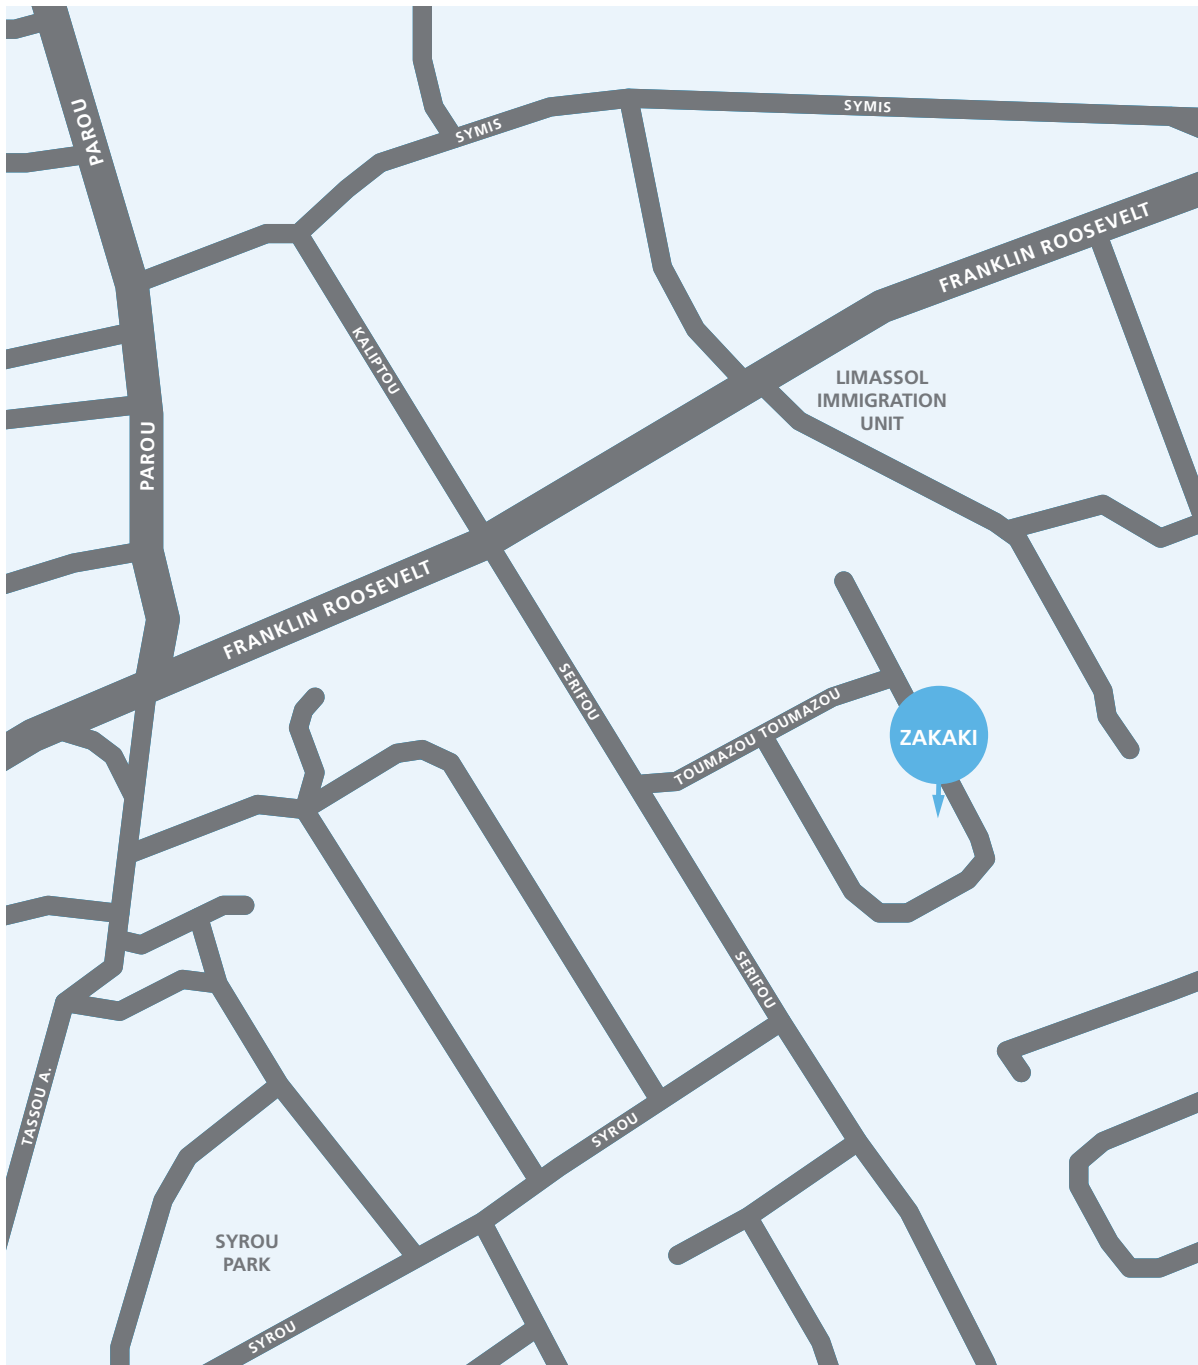 SYMIS
SYMIS
PAROU
FRANKLIN ROOSEVELT
KALIPTOU
LIMASSOL
IMMIGRATION
UNIT
PAROU
FRANKLIN ROOSEVELT
SERIFOU
TOUMAZOU TOUMAZOU
ZAKAKI
SERIFOU
TASSOU A.
SYROU
SYROU
PARK
SYROU